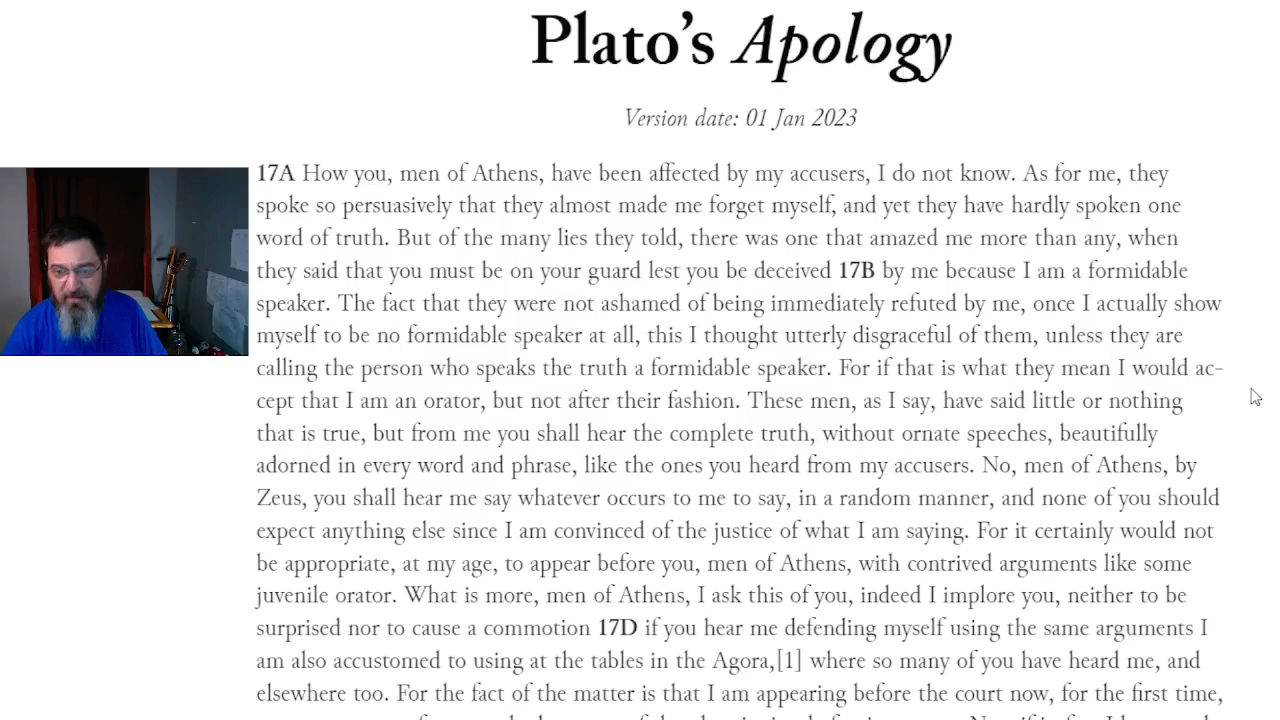 Plato’s Apology
Version date: 01 Jan 2023
17A How you, men of Athens, have been affected by my accusers, I do not know. As for me, they
spoke so persuasively that they almost made me forget myself, and yet they have hardly spoken one
word of truth. But of the many lies they told, there was one that amazed me more than any, when
they said that you must be on your guard lest you be deceived 17B by me because I am a formidable
speaker. The fact that they were not ashamed of being immediately refuted by me, once I actually show
myself to be no formidable speaker at all, this I thought utterly disgraceful of them, unless they are
calling the person who speaks the truth a formidable speaker. For if that is what they mean I would ac-
cept that I am an orator, but not after their fashion. These men, as I say, have said little or nothing
that is true, but from me you shall hear the complete truth, without ornate speeches, beautifully
adorned in every word and phrase, like the ones you heard from my accusers. No, men of Athens, by
Zeus, you shall hear me say whatever occurs to me to say, in a random manner, and none of you should
expect anything else since I am convinced of the justice of what I am saying. For it certainly would not
be appropriate, at my age, to appear before you, men of Athens, with contrived arguments like some
juvenile orator. What is more, men of Athens, I ask this of you, indeed I implore you, neither to be
surprised nor to cause a commotion 17D if you hear me defending myself using the same arguments I
am also accustomed to using at the tables in the Agora,[1] where so many of you have heard me, and
elsewhere too. For the fact of the matter is that I am appearing before the court now, for the first time,